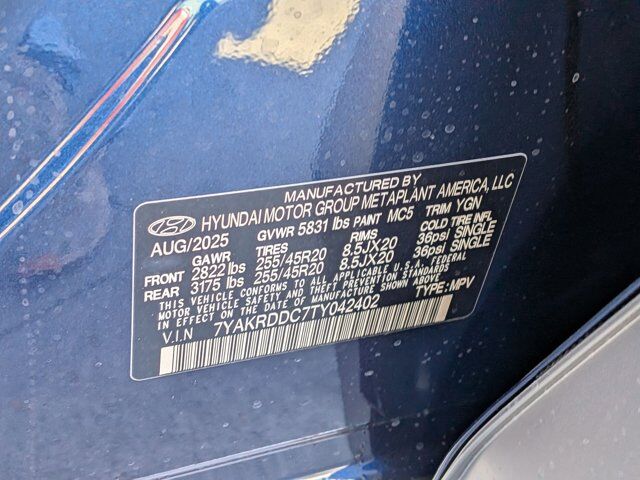 MANUFACTURED BY
HYUNDAI MOTOR GROUP METAPLANT AMERICA, LLC
AUG/2025 GVWR 5831 lbs PAINT MC5 TRIM YGN
GAWR TIRES RIMS COLD TIRE INFL
FRONT 2822 lbs 255/45R20 8.5JX20 36psi SINGLE
REAR 3175 lbs 255/45R20 8.5JX20 36psi SINGLE
THIS VEHICLE CONFORMS TO ALL APPLICABLE U.S.A. FEDERAL
MOTOR VEHICLE SAFETY AND THEFT PREVENTION STANDARDS
IN EFFECT ON THE DATE OF MANUFACTURE SHOWN ABOVE.
V.I.N 7YAKRDDC7TY042402 TYPE: MPV